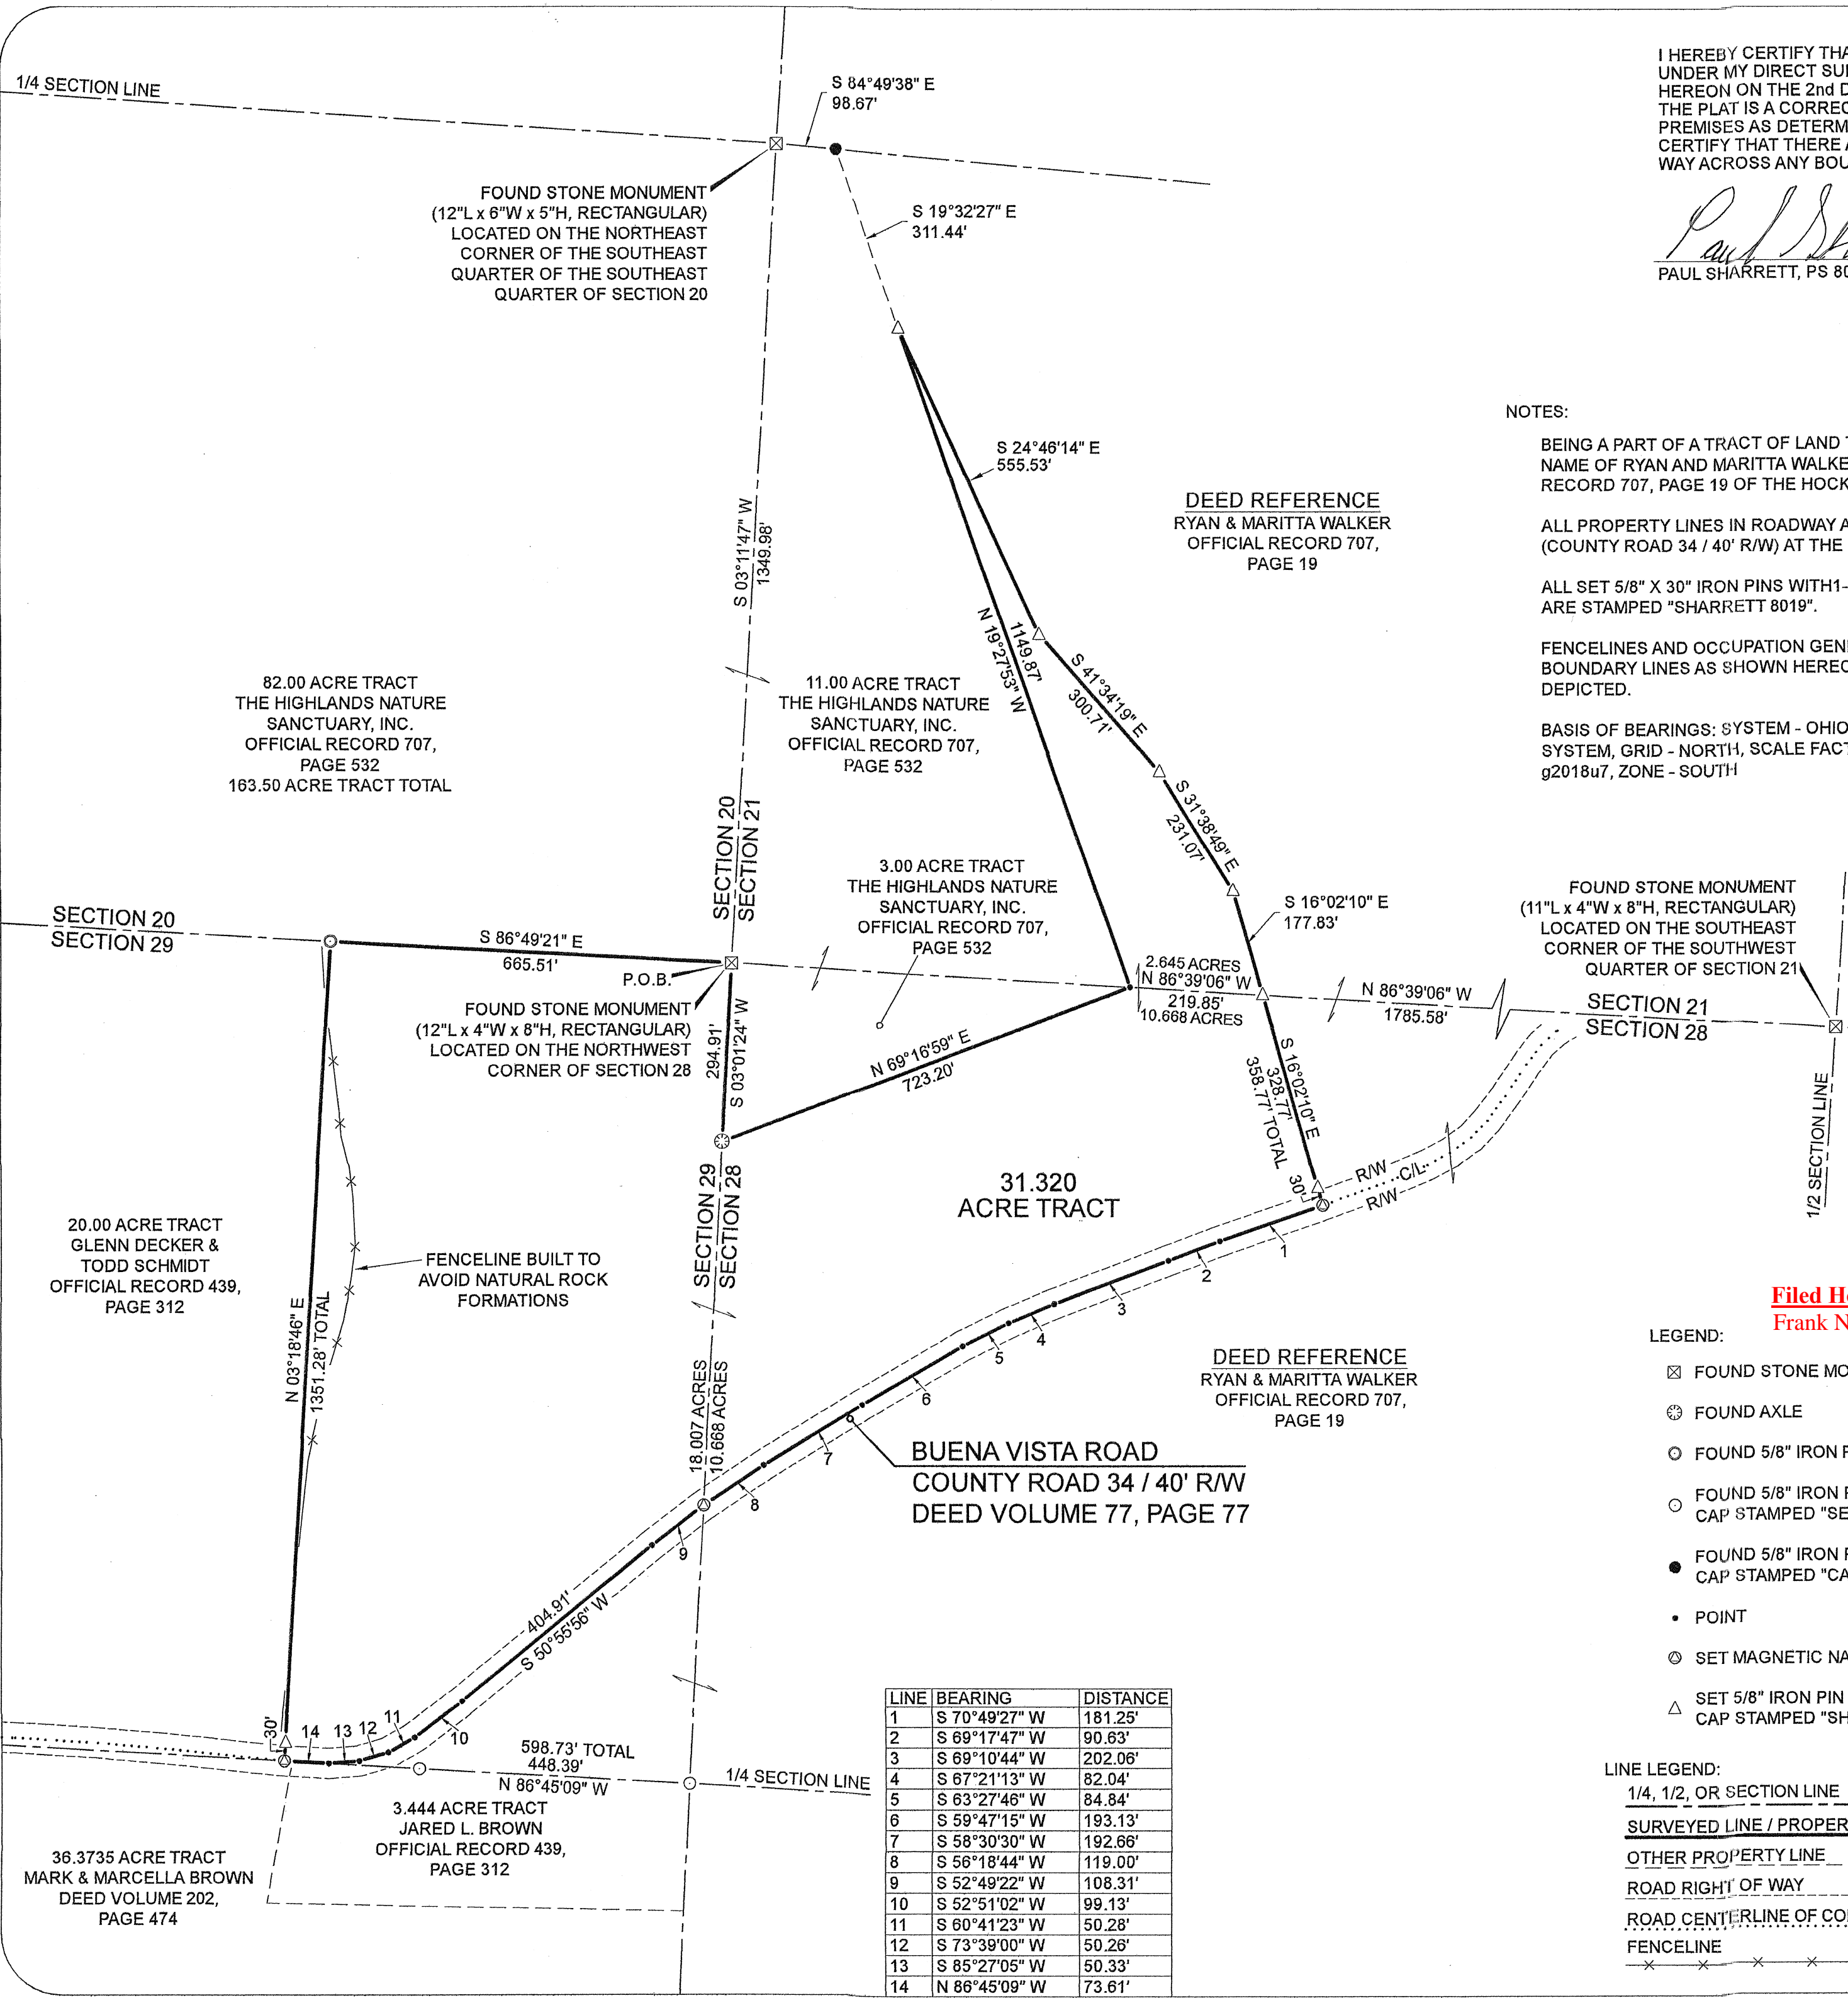 1/4 SECTION LINE
S 84°49'38" E
98.67'
FOUND STONE MONUMENT
(12"L x 6"W x 5"H, RECTANGULAR)
LOCATED ON THE NORTHEAST
CORNER OF THE SOUTHEAST
QUARTER OF THE SOUTHEAST
QUARTER OF SECTION 20
S 19°32'27" E
311.44'
I HEREBY CERTIFY THA
UNDER MY DIRECT SU
HEREON ON THE 2nd D
THE PLAT IS A CORREC
PREMISES AS DETERM
CERTIFY THAT THERE A
WAY ACROSS ANY BOU
PAUL SHARRETT, PS 80
S 24°46'14" E
555.53'
S 03°11'47" W
1349.98'
DEED REFERENCE
RYAN & MARITTA WALKER
OFFICIAL RECORD 707,
PAGE 19
NOTES:
BEING A PART OF A TRACT OF LAND T
NAME OF RYAN AND MARITTA WALKE
RECORD 707, PAGE 19 OF THE HOCK
ALL PROPERTY LINES IN ROADWAY A
(COUNTY ROAD 34 / 40' R/W) AT THE
ALL SET 5/8" X 30" IRON PINS WITH1-
ARE STAMPED "SHARRETT 8019".
FENCELINES AND OCCUPATION GEN
BOUNDARY LINES AS SHOWN HEREO
DEPICTED.
BASIS OF BEARINGS: SYSTEM - OHIO
SYSTEM, GRID - NORTH, SCALE FACT
g2018u7, ZONE - SOUTH
1149.87'
N 19°27'53" W
S 41°34'19" E
300.71'
S 31°38'49" E
231.07'
82.00 ACRE TRACT
THE HIGHLANDS NATURE
SANCTUARY, INC.
OFFICIAL RECORD 707,
PAGE 532
163.50 ACRE TRACT TOTAL
11.00 ACRE TRACT
THE HIGHLANDS NATURE
SANCTUARY, INC.
OFFICIAL RECORD 707,
PAGE 532
SECTION 20
SECTION 21
3.00 ACRE TRACT
THE HIGHLANDS NATURE
SANCTUARY, INC.
OFFICIAL RECORD 707,
PAGE 532
S 16°02'10" E
177.83'
FOUND STONE MONUMENT
(11"L x 4"W x 8"H, RECTANGULAR)
LOCATED ON THE SOUTHEAST
CORNER OF THE SOUTHWEST
QUARTER OF SECTION 21
SECTION 20
SECTION 29
S 86°49'21" E
665.51'
P.O.B.
FOUND STONE MONUMENT
(12"L x 4"W x 8"H, RECTANGULAR)
LOCATED ON THE NORTHWEST
CORNER OF SECTION 28
294.91'
S 03°01'24" W
N 69°16'59" E
723.20'
2.645 ACRES
N 86°39'06" W
219.85'
10.668 ACRES
N 86°39'06" W
1785.58'
SECTION 21
SECTION 28
1/2 SECTION LINE
S 16°02'10" E
328.77'
358.77' TOTAL
30'
R/W
C/L
R/W
31.320
ACRE TRACT
SECTION 29
SECTION 28
20.00 ACRE TRACT
GLENN DECKER &
TODD SCHMIDT
OFFICIAL RECORD 439,
PAGE 312
FENCELINE BUILT TO
AVOID NATURAL ROCK
FORMATIONS
N 03°18'46" E
1351.28' TOTAL
18.007 ACRES
10.668 ACRES
1
2
3
4
5
6
7
8
9
DEED REFERENCE
RYAN & MARITTA WALKER
OFFICIAL RECORD 707,
PAGE 19
BUENA VISTA ROAD
COUNTY ROAD 34 / 40' R/W
DEED VOLUME 77, PAGE 77
404.91'
S 50°55'56" W
30'
14
13
12
11
10
598.73' TOTAL
448.39'
N 86°45'09" W
1/4 SECTION LINE
3.444 ACRE TRACT
JARED L. BROWN
OFFICIAL RECORD 439,
PAGE 312
36.3735 ACRE TRACT
MARK & MARCELLA BROWN
DEED VOLUME 202,
PAGE 474
LINE BEARING DISTANCE
1 S 70°49'27" W 181.25'
2 S 69°17'47" W 90.63'
3 S 69°10'44" W 202.06'
4 S 67°21'13" W 82.04'
5 S 63°27'46" W 84.84'
6 S 59°47'15" W 193.13'
7 S 58°30'30" W 192.66'
8 S 56°18'44" W 119.00'
9 S 52°49'22" W 108.31'
10 S 52°51'02" W 99.13'
11 S 60°41'23" W 50.28'
12 S 73°39'00" W 50.26'
13 S 85°27'05" W 50.33'
14 N 86°45'09" W 73.61'
Filed H
Frank N
LEGEND:
FOUND STONE MO
FOUND AXLE
FOUND 5/8" IRON P
FOUND 5/8" IRON P
CAP STAMPED "SE
FOUND 5/8" IRON P
CAP STAMPED "CA
POINT
SET MAGNETIC NA
SET 5/8" IRON PIN
CAP STAMPED "SH
LINE LEGEND:
1/4, 1/2, OR SECTION LINE
SURVEYED LINE / PROPER
OTHER PROPERTY LINE
ROAD RIGHT OF WAY
ROAD CENTERLINE OF CO
FENCELINE